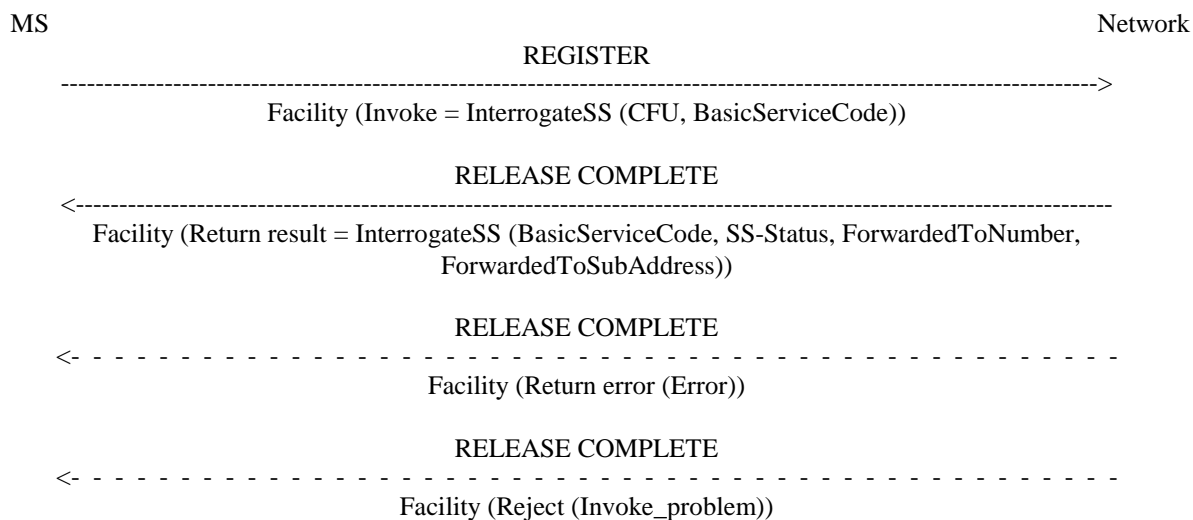 MS Network
REGISTER
------------------------------------------------------------------------------------------------------------------------>
Facility (Invoke = InterrogateSS (CFU, BasicServiceCode))
RELEASE COMPLETE
<------------------------------------------------------------------------------------------------------------------------
Facility (Return result = InterrogateSS (BasicServiceCode, SS-Status, ForwardedToNumber,
ForwardedToSubAddress))
RELEASE COMPLETE
<- - - - - - - - - - - - - - - - - - - - - - - - - - - - - - - - - - - - - - - - - - - - - - - - - - - - - - - - - -
Facility (Return error (Error))
RELEASE COMPLETE
<- - - - - - - - - - - - - - - - - - - - - - - - - - - - - - - - - - - - - - - - - - - - - - - - - - - - - - - - - -
Facility (Reject (Invoke_problem))